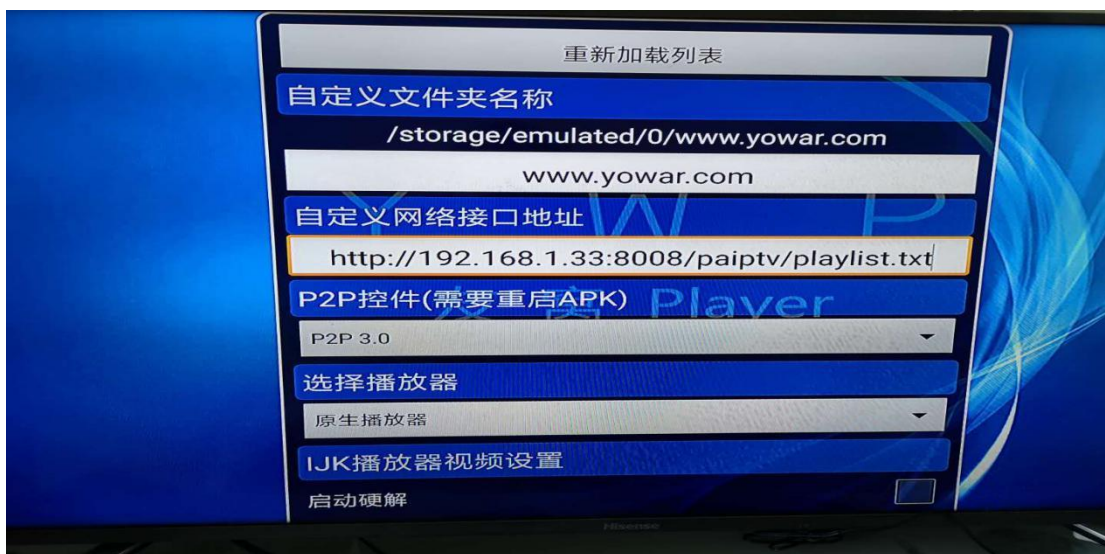 重新加载列表
自定义文件夹名称
/storage/emulated/0/www.yowar.com
www.yowar.com
Y W P
自定义网络接口地址
http://192.168.1.33:8008/paiptv/playlist.txt
P2P控件(需要重启APK)
Player
P2P 3.0
选择播放器
原生播放器
IJK播放器视频设置
启动硬解
Hisense